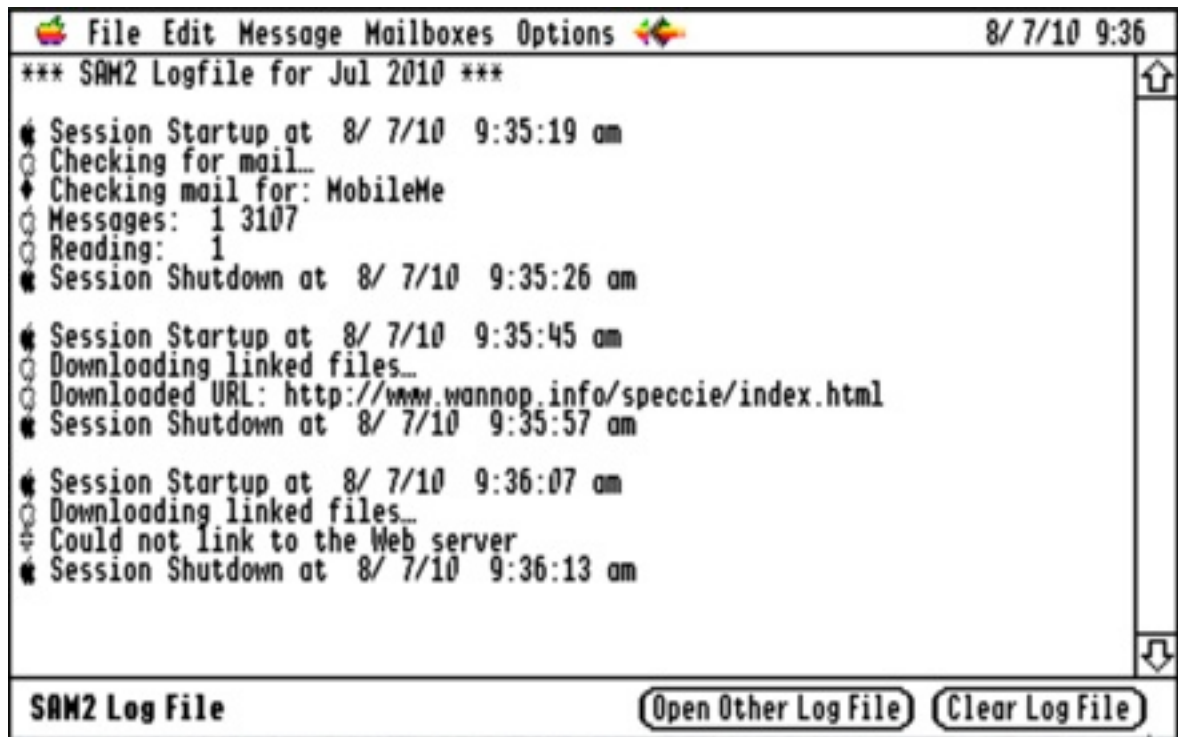 File Edit Message Mailboxes Options 8/ 7/10 9:36
*** SAM2 Logfile for Jul 2010 ***
Session Startup at 8/ 7/10 9:35:19 am
Checking for mail…
Checking mail for: MobileMe
Messages: 1 3107
Reading: 1
Session Shutdown at 8/ 7/10 9:35:26 am
Session Startup at 8/ 7/10 9:35:45 am
Downloading linked files…
Downloaded URL: http://www.wannop.info/speccie/index.html
Session Shutdown at 8/ 7/10 9:35:57 am
Session Startup at 8/ 7/10 9:36:07 am
Downloading linked files…
Could not link to the Web server
Session Shutdown at 8/ 7/10 9:36:13 am
SAM2 Log File Open Other Log File Clear Log File